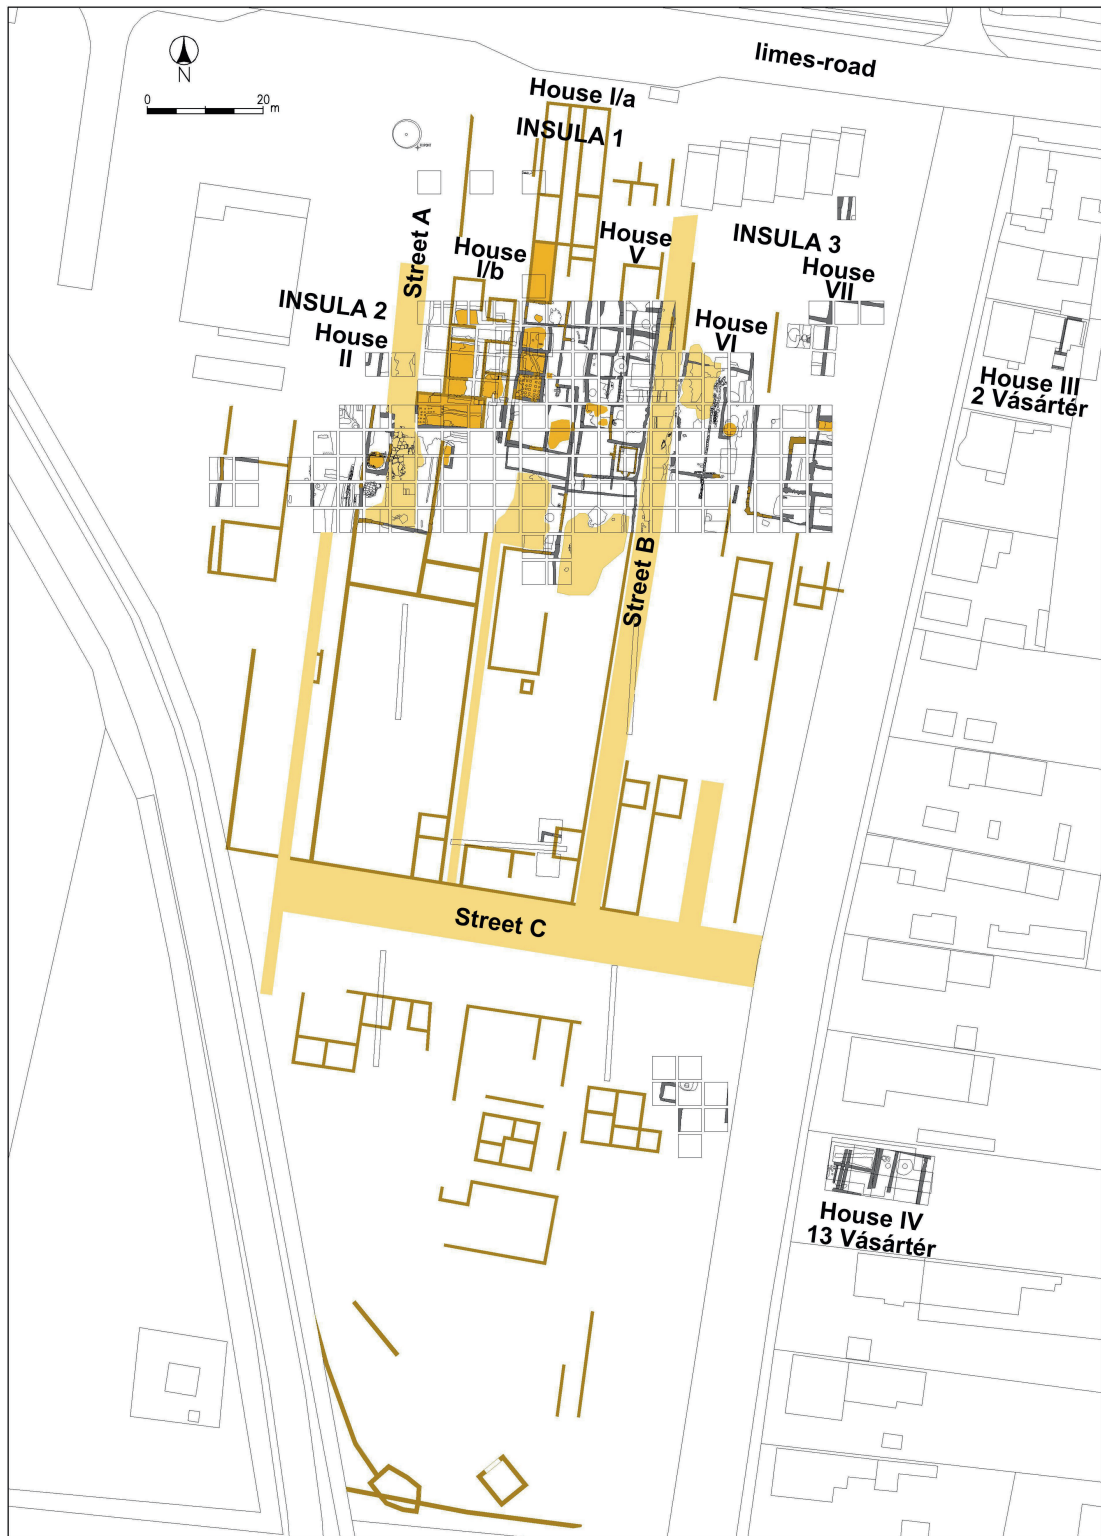 limes-road
N
0 20 m
House I/a
INSULA 1
Street A
House
I/b
House
V
INSULA 3
House
VII
INSULA 2
House
II
House
VI
House III
2 Vásártér
Street B
Street C
House IV
13 Vásártér